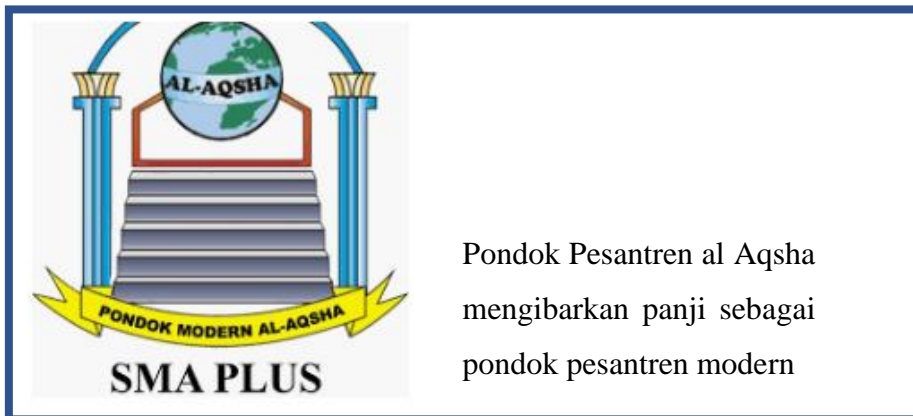 AL-AQSHA
PONDOK MODERN AL-AQSHA
SMA PLUS
Pondok Pesantren al Aqsha
mengibarkan panji sebagai
pondok pesantren modern